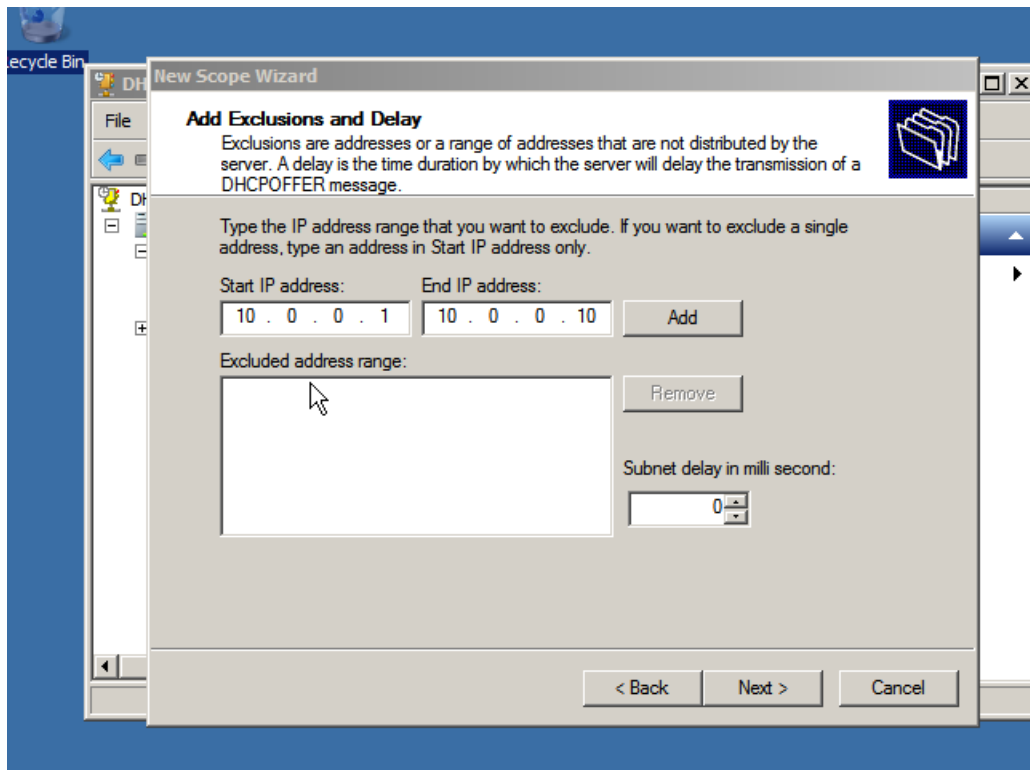 ecycle Bin
DH
New Scope Wizard
File
Add Exclusions and Delay
Exclusions are addresses or a range of addresses that are not distributed by the
server. A delay is the time duration by which the server will delay the transmission of a
DHCPOFFER message.
DH
Type the IP address range that you want to exclude. If you want to exclude a single
address, type an address in Start IP address only.
Start IP address: End IP address:
10 . 0 . 0 . 1 10 . 0 . 0 . 10 Add
Excluded address range:
Remove
Subnet delay in milli second:
0
< Back Next > Cancel